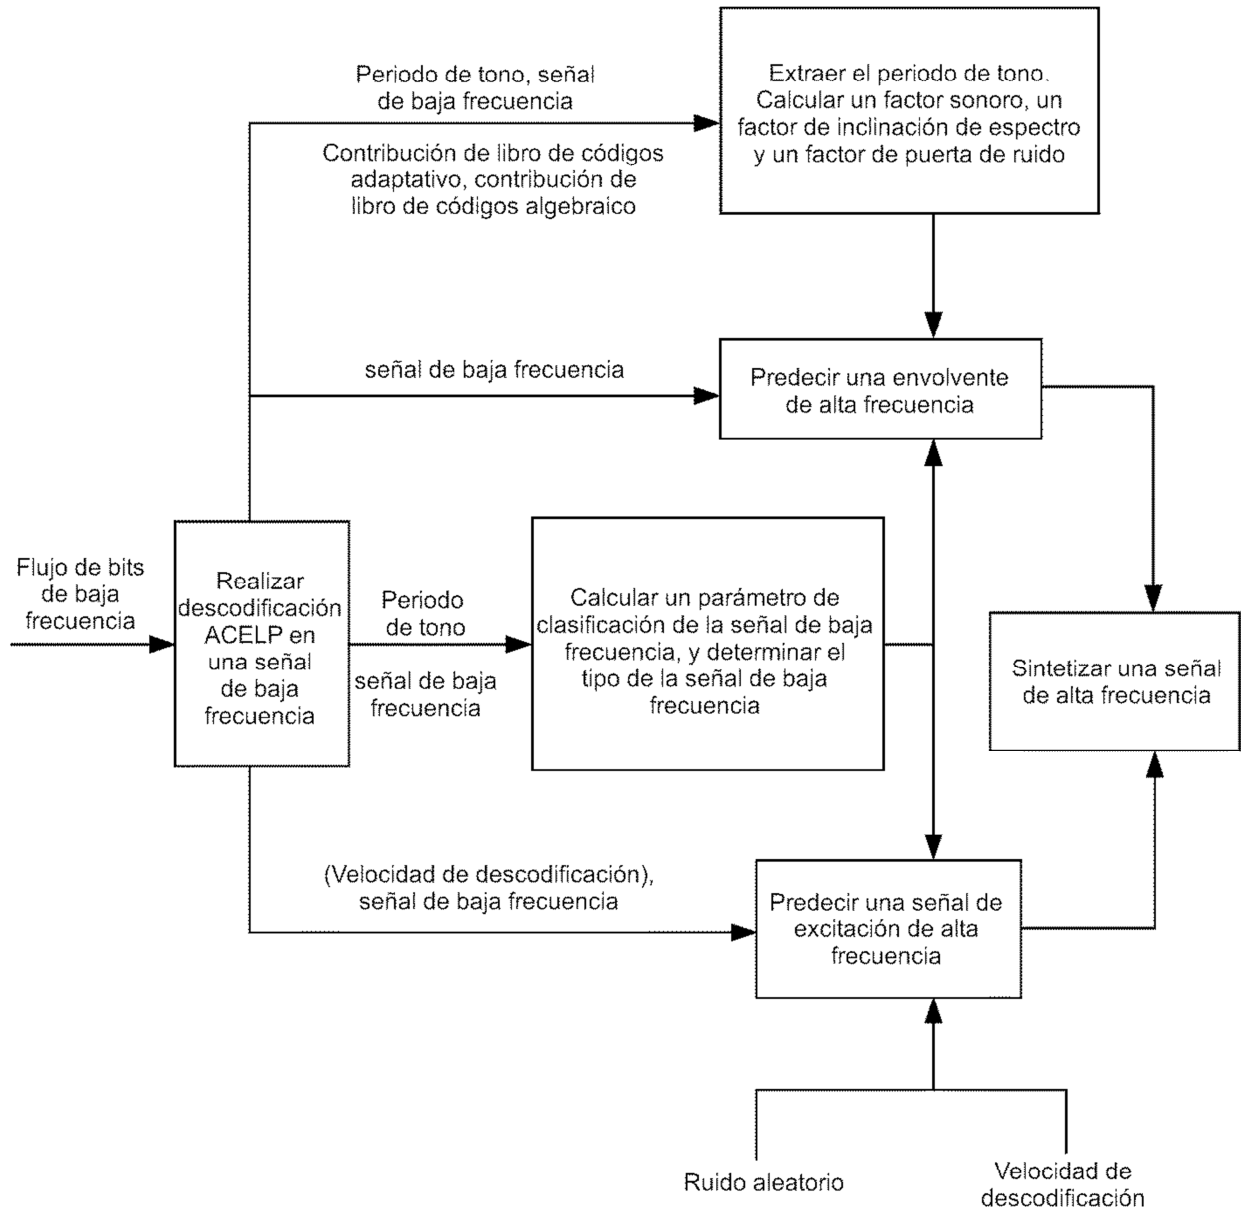 Periodo de tono, señal
de baja frecuencia
Contribución de libro de códigos
adaptativo, contribución de
libro de códigos algebraico
Extraer el periodo de tono.
Calcular un factor sonoro, un
factor de inclinación de espectro
y un factor de puerta de ruido
señal de baja frecuencia
Predecir una envolvente
de alta frecuencia
Flujo de bits
de baja
frecuencia
Realizar
descodificación
ACELP en
una señal
de baja
frecuencia
Periodo
de tono
señal de baja
frecuencia
Calcular un parámetro de
clasificación de la señal de baja
frecuencia, y determinar el
tipo de la señal de baja
frecuencia
Sintetizar una señal
de alta frecuencia
(Velocidad de descodificación),
señal de baja frecuencia
Predecir una señal de
excitación de alta
frecuencia
Ruido aleatorio
Velocidad de
descodificación